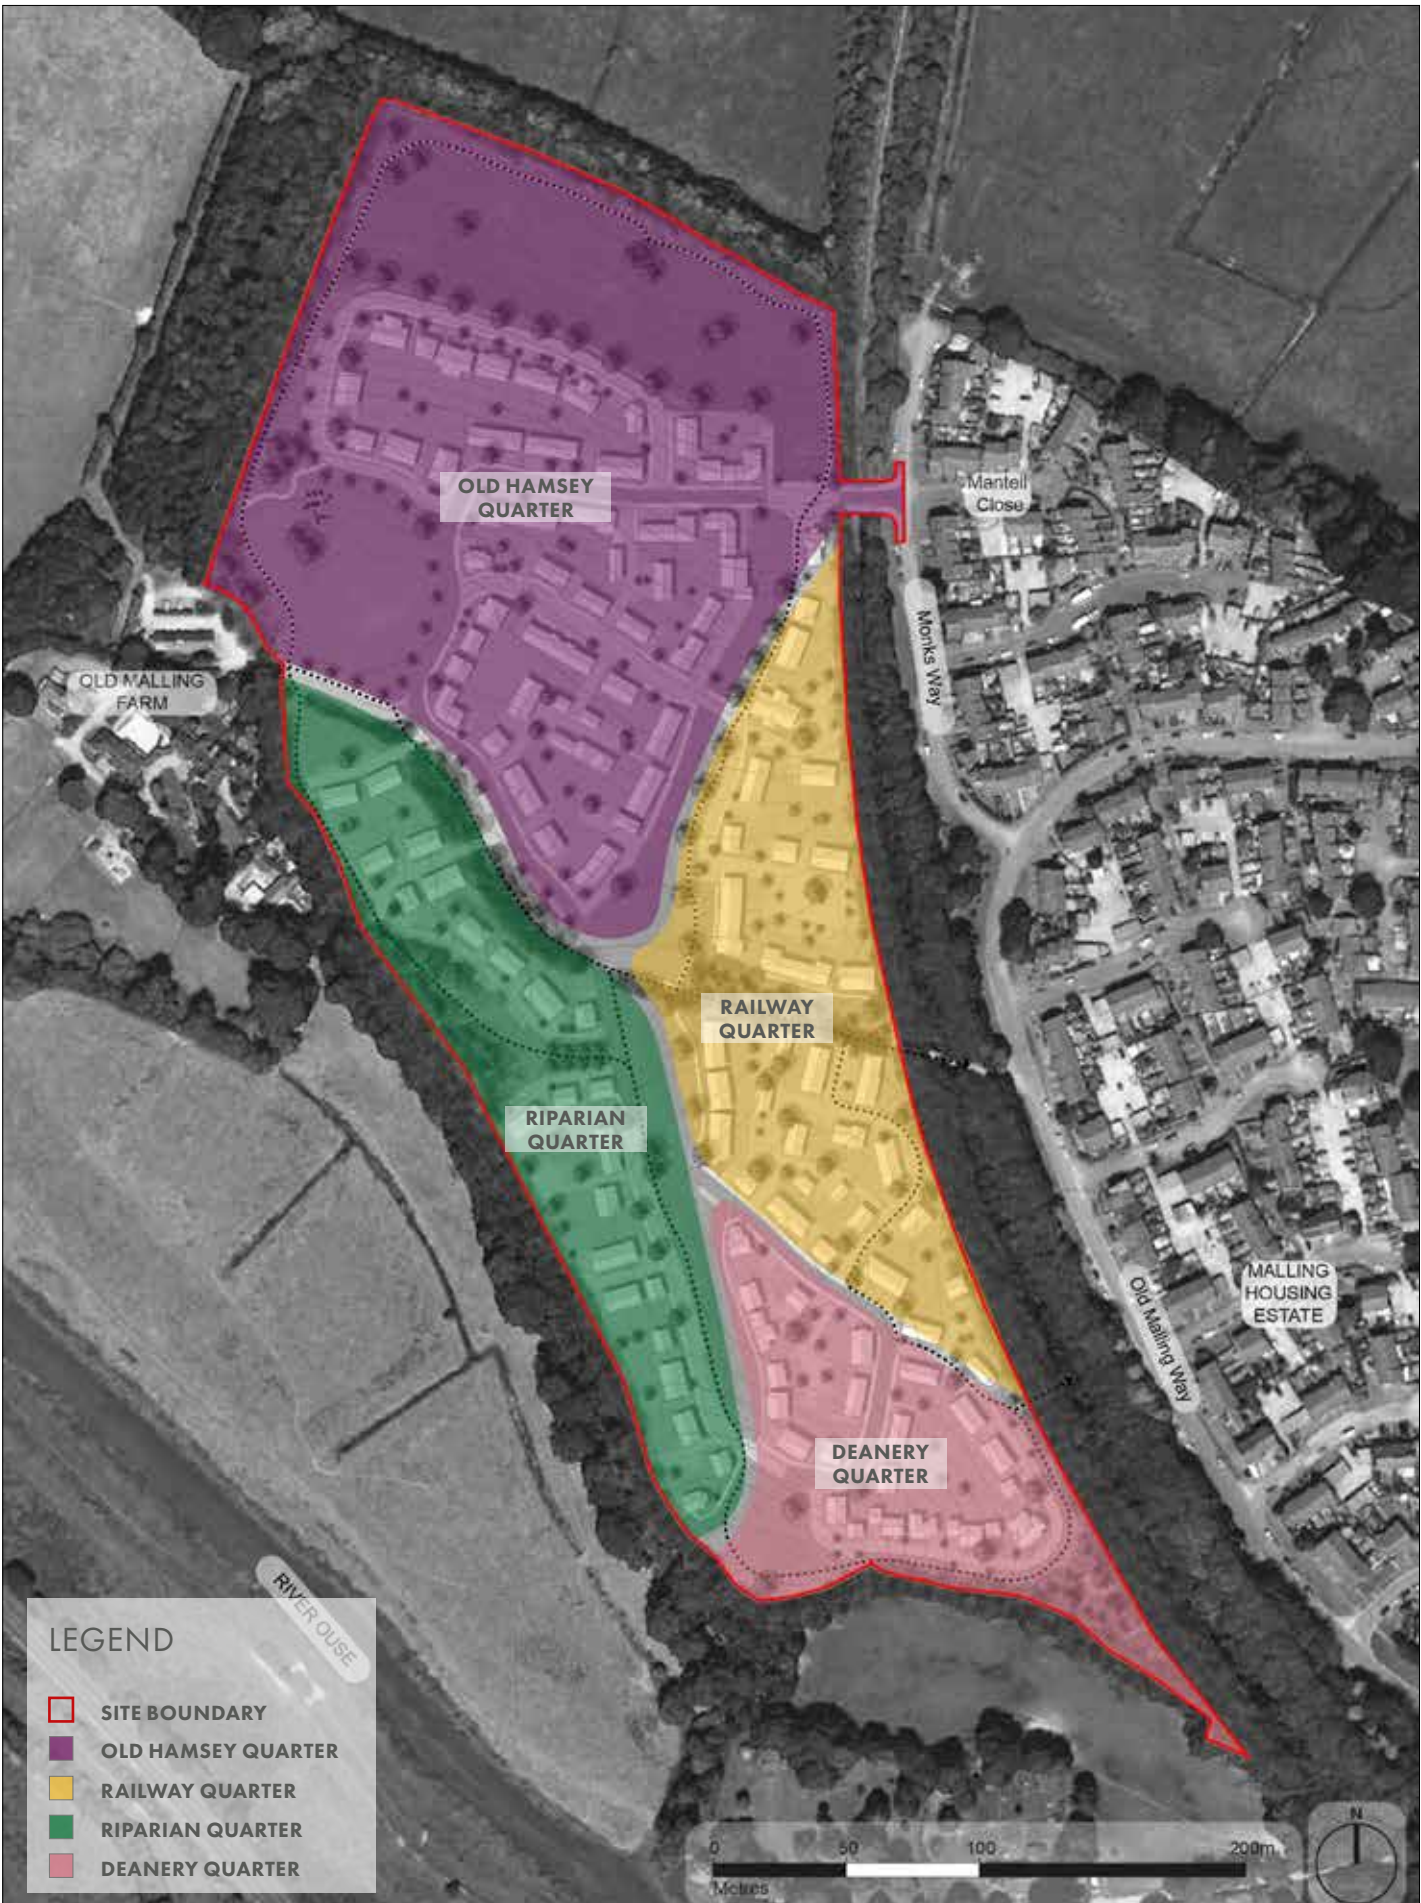 OLD HAMSEY
QUARTER
Mantell
Close
Monks Way
OLD MALLING
FARM
RAILWAY
QUARTER
RIPARIAN
QUARTER
MALLING
HOUSING
ESTATE
Old Malling Way
DEANERY
QUARTER
RIVER OUSE
LEGEND
SITE BOUNDARY
OLD HAMSEY QUARTER
RAILWAY QUARTER
RIPARIAN QUARTER
DEANERY QUARTER
0 50 100 200m
Metres
N